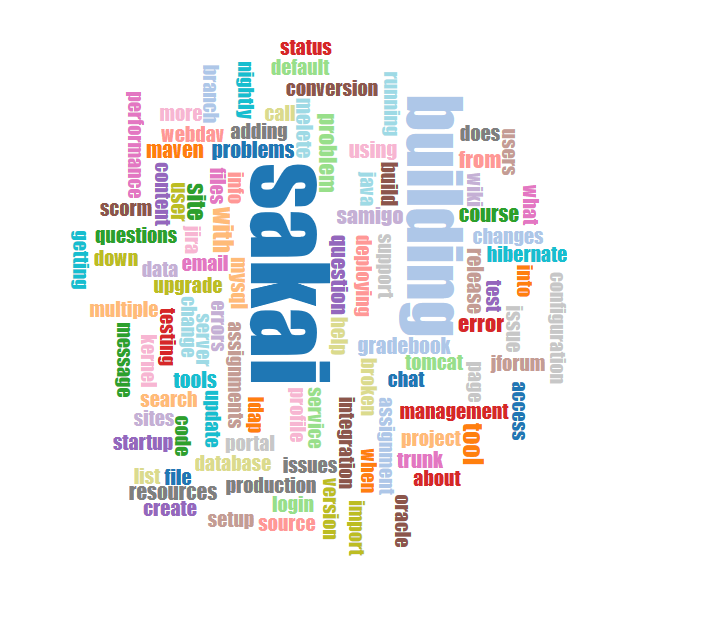 status
default
conversion
nightly
branch
running
building
performance
more
call
melete
problem
webdav
adding
maven
problems
using
does
users
from
build
java
wiki
what
content
user
site
files
info
sakai
scorm
samigo
course
with
questions
jira
changes
getting
down
data
email
mysql
question
deploying
support
hibernate
release
test
into
upgrade
configuration
multiple
change
server
errors
help
issue
error
message
kernel
testing
assignments
gradebook
tomcat
jforum
broken
page
tools
chat
access
search
update
ldap
profile
service
integration
assignment
management
sites
code
tool
startup
portal
project
when
trunk
database
issues
list
file
about
resources
production
version
create
login
import
oracle
setup
source